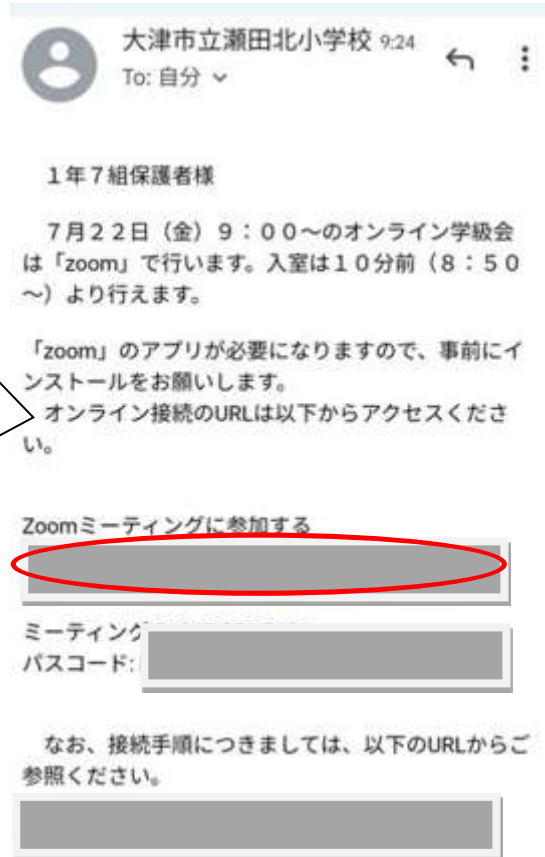 大津市立瀬田北小学校 9:24
To: 自分
１年７組保護者様
７月２２日（金）９：００～のオンライン学級会
は「zoom」で行います。入室は１０分前（８：５０
～）より行えます。
「zoom」のアプリが必要になりますので、事前にイ
ンストールをお願いします。
オンライン接続のURLは以下からアクセスくださ
い。
Zoomミーティングに参加する
ミーティング
パスコード:
なお、接続手順につきましては、以下のURLからご
参照ください。